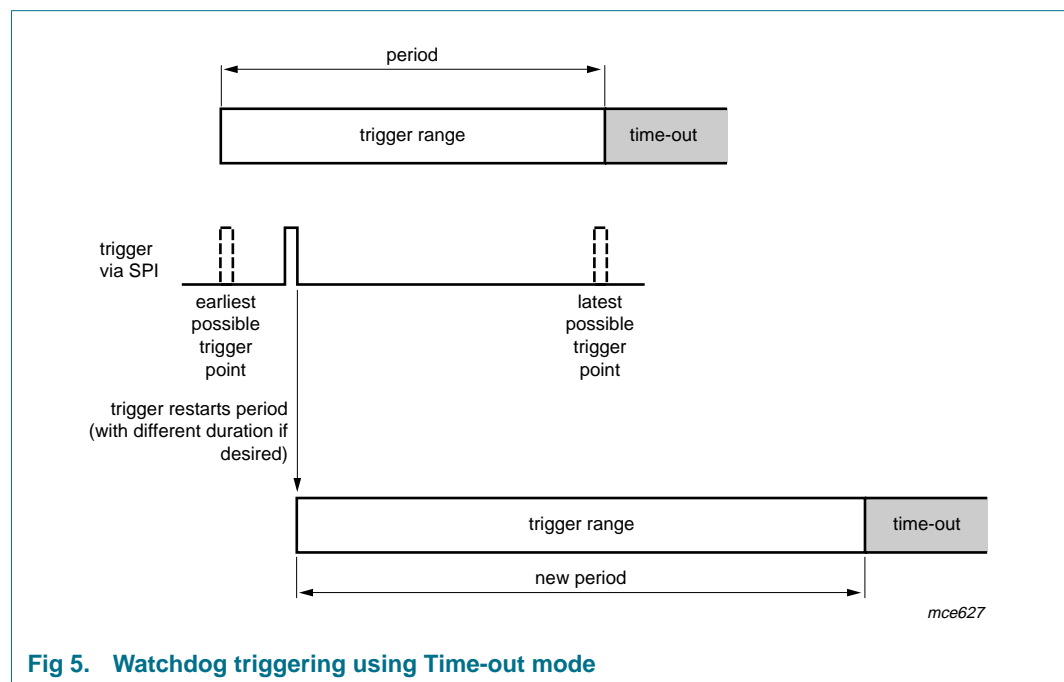 period
trigger range
time-out
trigger
via SPI
earliest
possible
trigger
point
latest
possible
trigger
point
trigger restarts period
(with different duration if
desired)
trigger range
time-out
new period
mce627
Fig 5. Watchdog triggering using Time-out mode